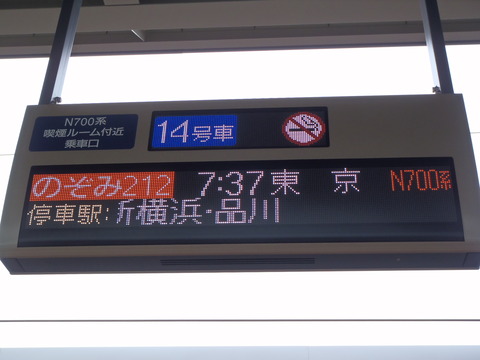 N700系
喫煙ルーム付近
乗車口
14号車
のぞみ212 7:37 東 京 N700系
停車駅:新横浜・品川